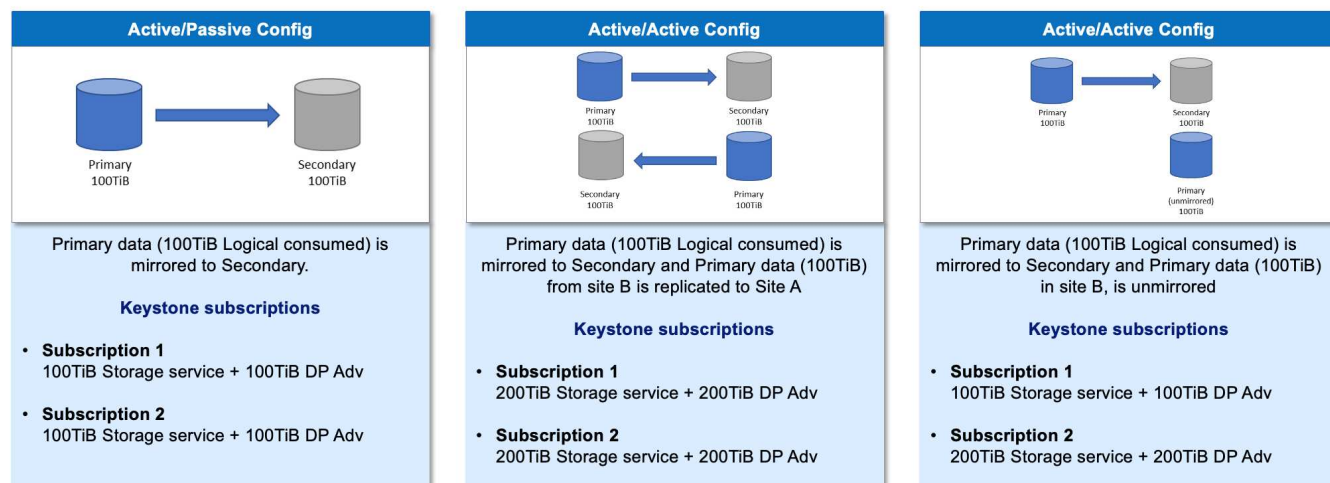 Active/Passive Config
Primary
100TiB
Secondary
100TiB
Primary data (100TiB Logical consumed) is
mirrored to Secondary.
Keystone subscriptions
• Subscription 1
100TiB Storage service + 100TiB DP Adv
• Subscription 2
100TiB Storage service + 100TiB DP Adv
Active/Active Config
Primary
100TiB
Secondary
100TiB
Secondary
100TiB
Primary
100TiB
Primary data (100TiB Logical consumed) is
mirrored to Secondary and Primary data (100TiB)
from site B is replicated to Site A
Keystone subscriptions
• Subscription 1
200TiB Storage service + 200TiB DP Adv
• Subscription 2
200TiB Storage service + 200TiB DP Adv
Active/Active Config
Primary
100TiB
Secondary
100TiB
Primary
(unmirrored)
100TiB
Primary data (100TiB Logical consumed) is
mirrored to Secondary and Primary data (100TiB)
in site B, is unmirrored
Keystone subscriptions
• Subscription 1
100TiB Storage service + 100TiB DP Adv
• Subscription 2
200TiB Storage service + 200TiB DP Adv